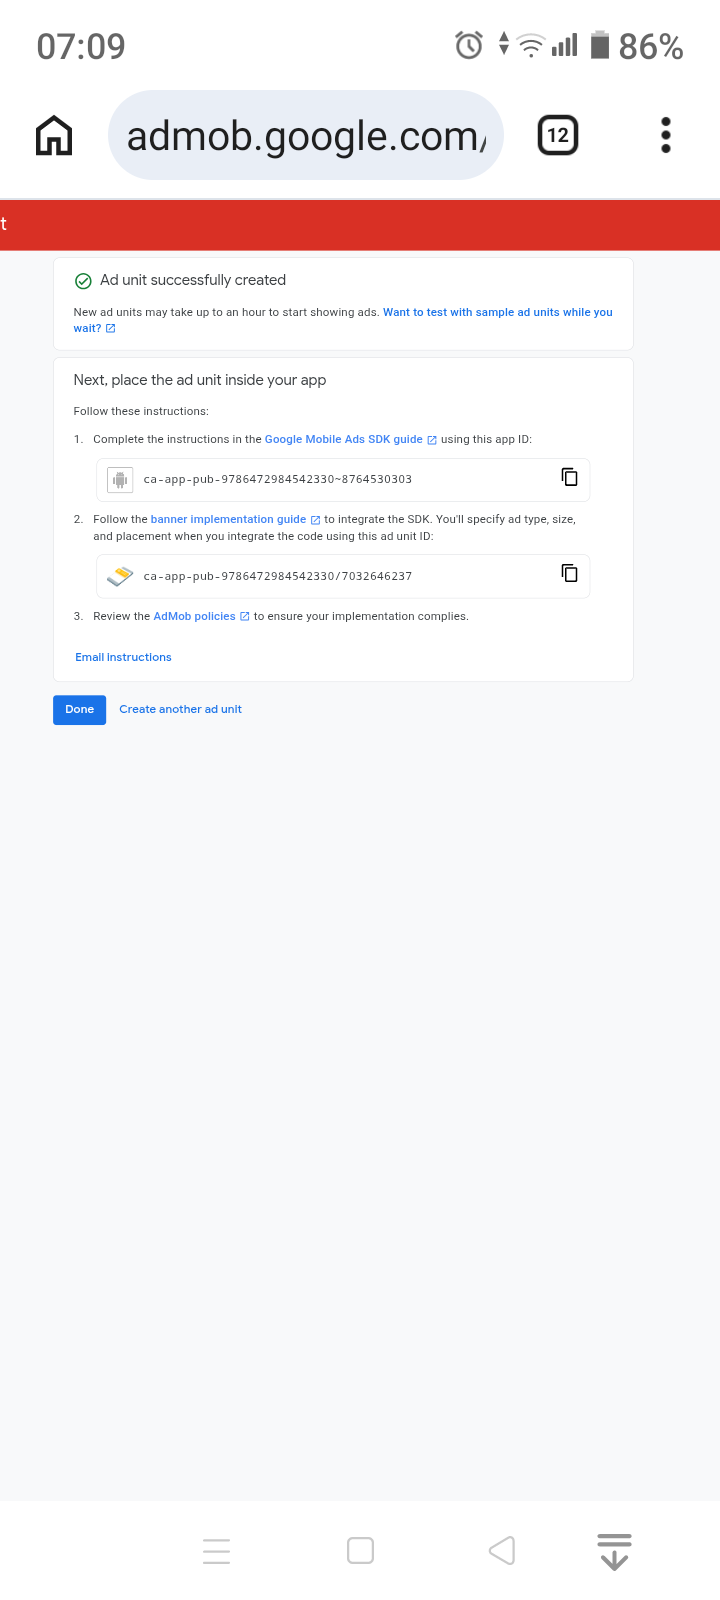 07:09
86%
admob.google.com/
12
t
Ad unit successfully created
New ad units may take up to an hour to start showing ads. Want to test with sample ad units while you
wait?
Next, place the ad unit inside your app
Follow these instructions:
1. Complete the instructions in the Google Mobile Ads SDK guide using this app ID:
ca-app-pub-9786472984542330~8764530303
2. Follow the banner implementation guide to integrate the SDK. You'll specify ad type, size,
and placement when you integrate the code using this ad unit ID:
ca-app-pub-9786472984542330/7032646237
3. Review the AdMob policies to ensure your implementation complies.
Email instructions
Done
Create another ad unit